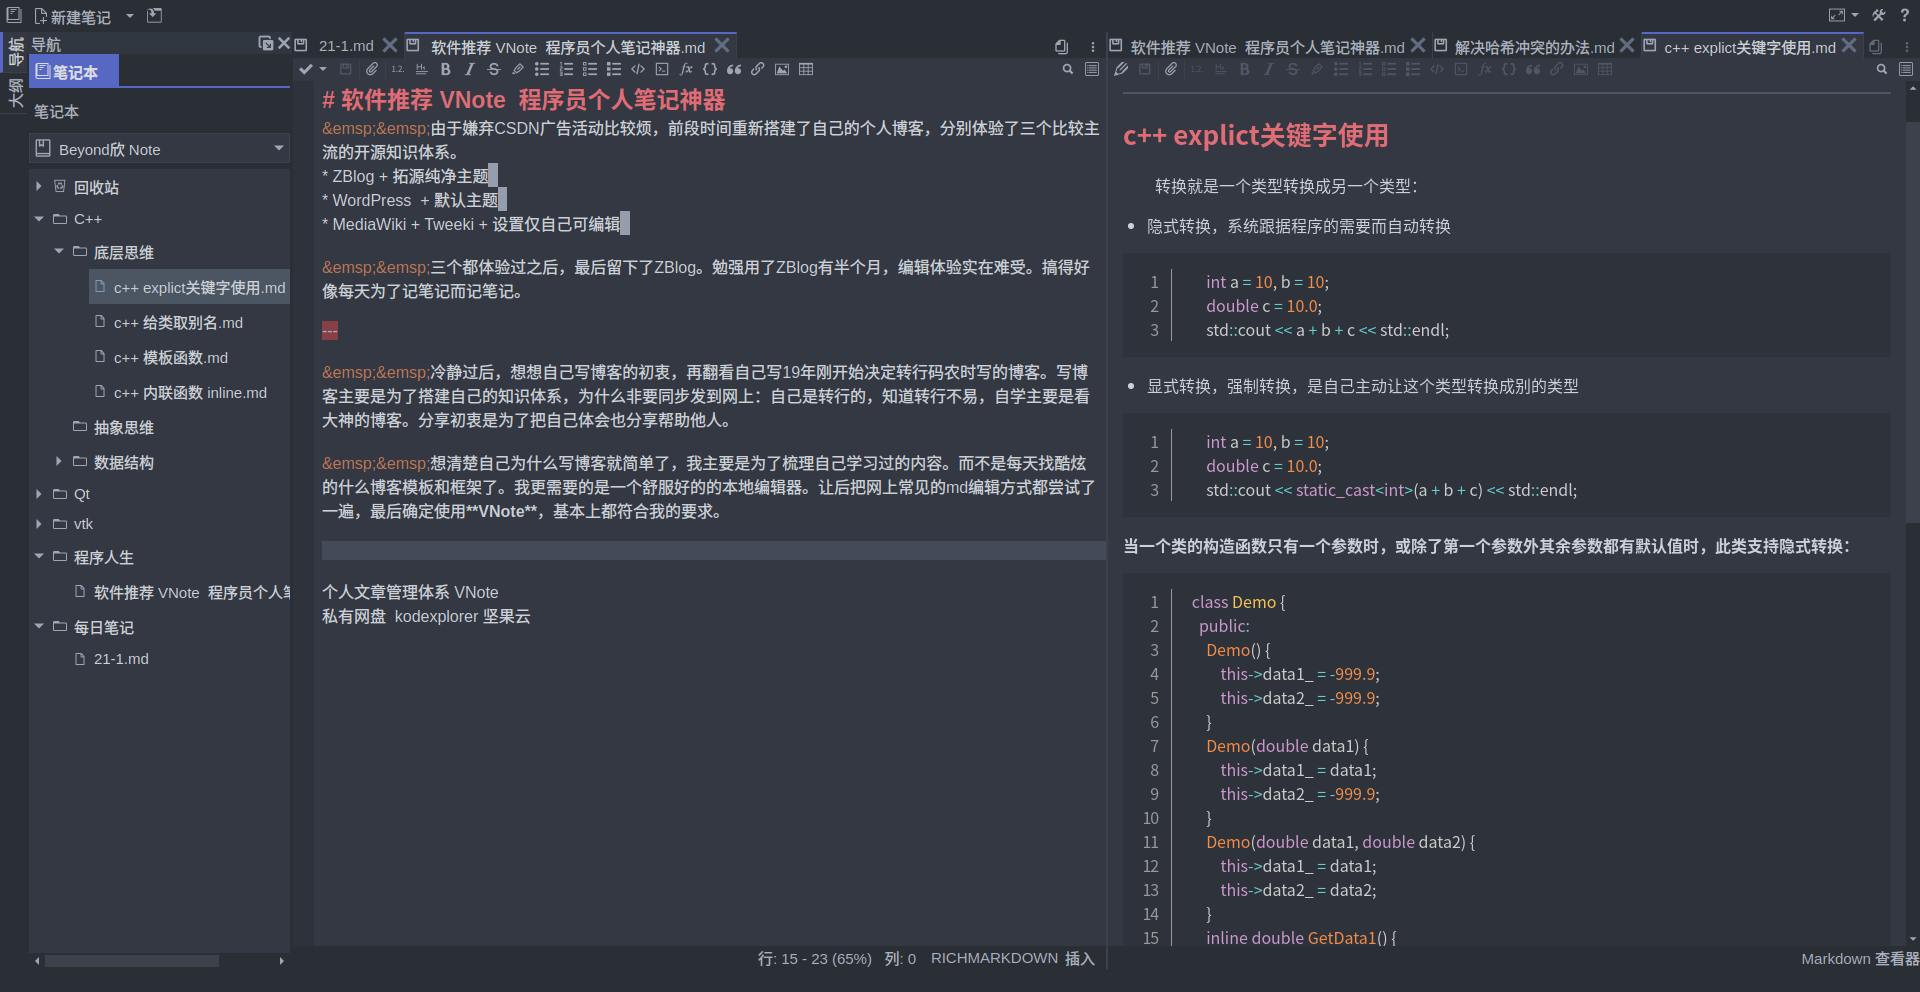 新建笔记
导航
大纲
导航
笔记本
笔记本
Beyond欣 Note
回收站
C++
底层思维
c++ explict关键字使用.md
c++ 给类取别名.md
c++ 模板函数.md
c++ 内联函数 inline.md
抽象思维
数据结构
Qt
vtk
程序人生
软件推荐 VNote  程序员个人笔
每日笔记
21-1.md
21-1.md
软件推荐 VNote  程序员个人笔记神器.md
# 软件推荐 VNote  程序员个人笔记神器
&emsp;&emsp;由于嫌弃CSDN广告活动比较烦，前段时间重新搭建了自己的个人博客，分别体验了三个比较主
流的开源知识体系。
* ZBlog + 拓源纯净主题
* WordPress  + 默认主题
* MediaWiki + Tweeki + 设置仅自己可编辑
&emsp;&emsp;三个都体验过之后，最后留下了ZBlog。勉强用了ZBlog有半个月，编辑体验实在难受。搞得好
像每天为了记笔记而记笔记。
---
&emsp;&emsp;冷静过后，想想自己写博客的初衷，再翻看自己写19年刚开始决定转行码农时写的博客。写博
客主要是为了搭建自己的知识体系，为什么非要同步发到网上：自己是转行的，知道转行不易，自学主要是看
大神的博客。分享初衷是为了把自己体会也分享帮助他人。
&emsp;&emsp;想清楚自己为什么写博客就简单了，我主要是为了梳理自己学习过的内容。而不是每天找酷炫
的什么博客模板和框架了。我更需要的是一个舒服好的的本地编辑器。让后把网上常见的md编辑方式都尝试了
一遍，最后确定使用**VNote**，基本上都符合我的要求。
个人文章管理体系 VNote
私有网盘  kodexplorer 坚果云
行: 15 - 23 (65%)   列: 0   RICHMARKDOWN  插入
软件推荐 VNote  程序员个人笔记神器.md
解决哈希冲突的办法.md
c++ explict关键字使用.md
c++ explict关键字使用
转换就是一个类型转换成另一个类型：
• 隐式转换，系统跟据程序的需要而自动转换
1 int a = 10, b = 10;
2 double c = 10.0;
3 std::cout << a + b + c << std::endl;
• 显式转换，强制转换，是自己主动让这个类型转换成别的类型
1 int a = 10, b = 10;
2 double c = 10.0;
3 std::cout << static_cast<int>(a + b + c) << std::endl;
当一个类的构造函数只有一个参数时，或除了第一个参数外其余参数都有默认值时，此类支持隐式转换：
1 class Demo {
2 public:
3 Demo() {
4 this->data1_ = -999.9;
5 this->data2_ = -999.9;
6 }
7 Demo(double data1) {
8 this->data1_ = data1;
9 this->data2_ = -999.9;
10 }
11 Demo(double data1, double data2) {
12 this->data1_ = data1;
13 this->data2_ = data2;
14 }
15 inline double GetData1() {
Markdown 查看器